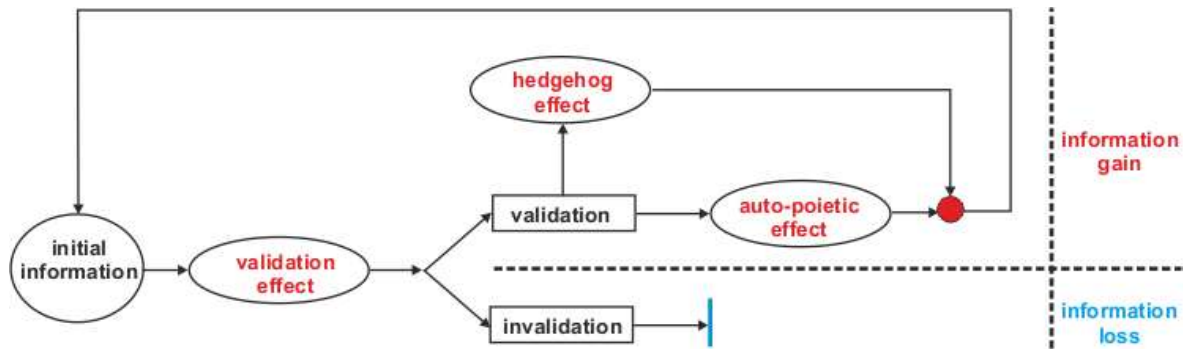 hedgehog
effect
information
gain
validation
auto-poietic
effect
initial
information
validation
effect
invalidation
information
loss